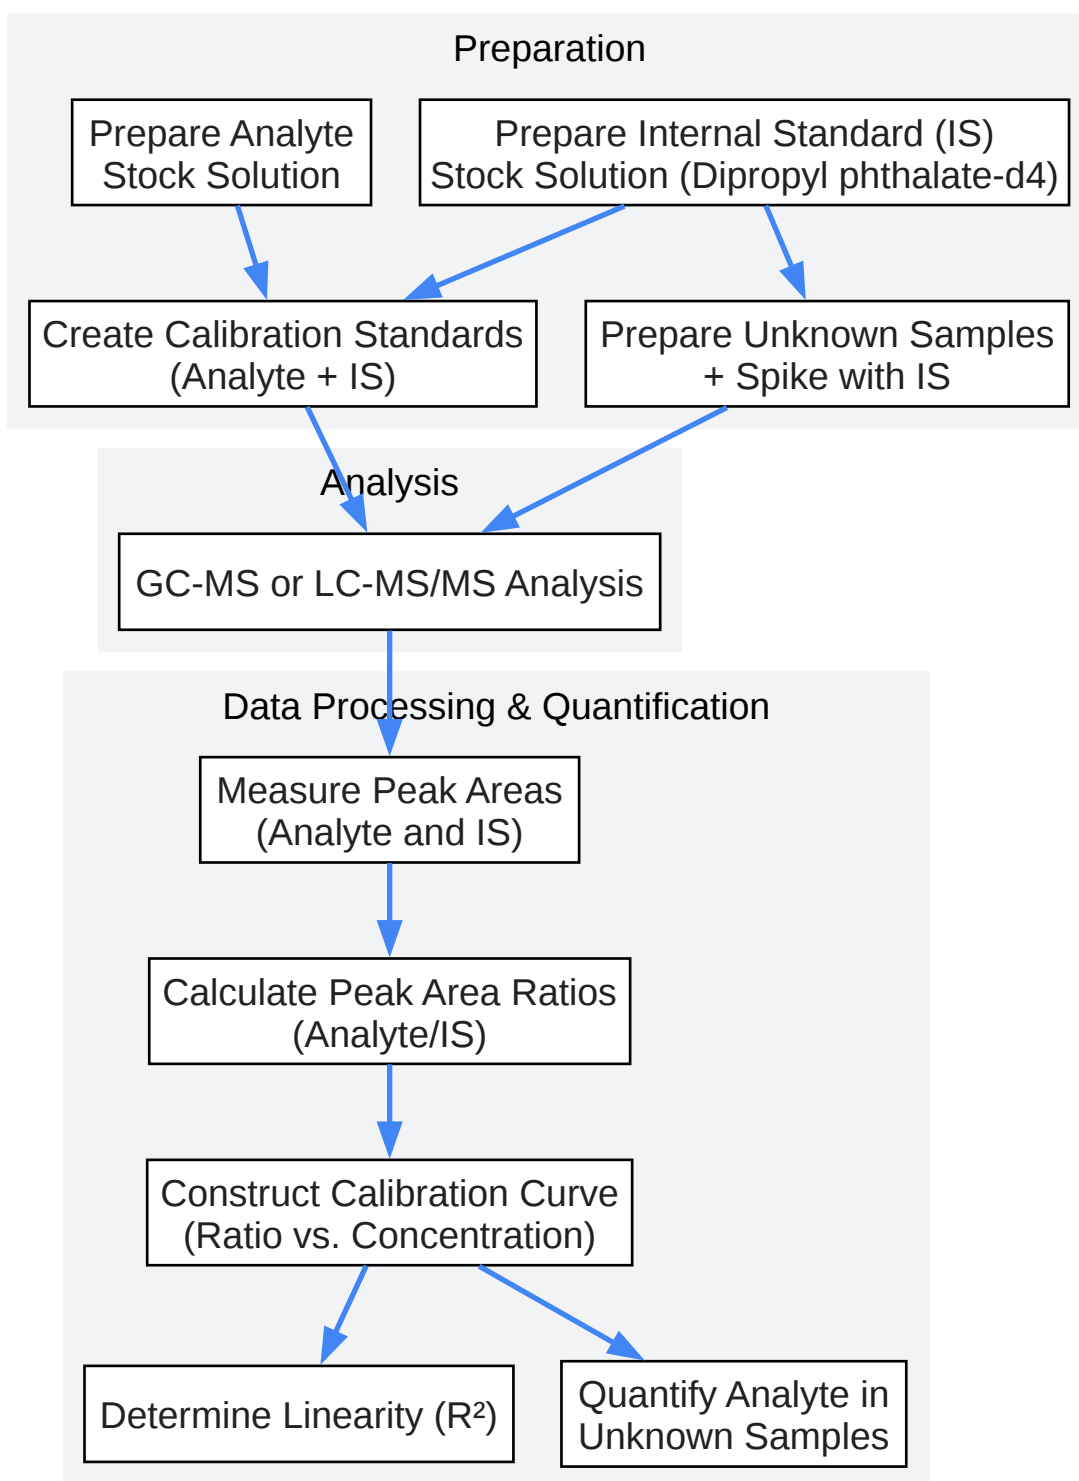 Preparation
Prepare Analyte
Stock Solution
Prepare Internal Standard (IS)
Stock Solution (Dipropyl phthalate-d4)
Create Calibration Standards
(Analyte + IS)
Prepare Unknown Samples
+ Spike with IS
Analysis
GC-MS or LC-MS/MS Analysis
Data Processing & Quantification
Measure Peak Areas
(Analyte and IS)
Calculate Peak Area Ratios
(Analyte/IS)
Construct Calibration Curve
(Ratio vs. Concentration)
Determine Linearity (R²)
Quantify Analyte in
Unknown Samples